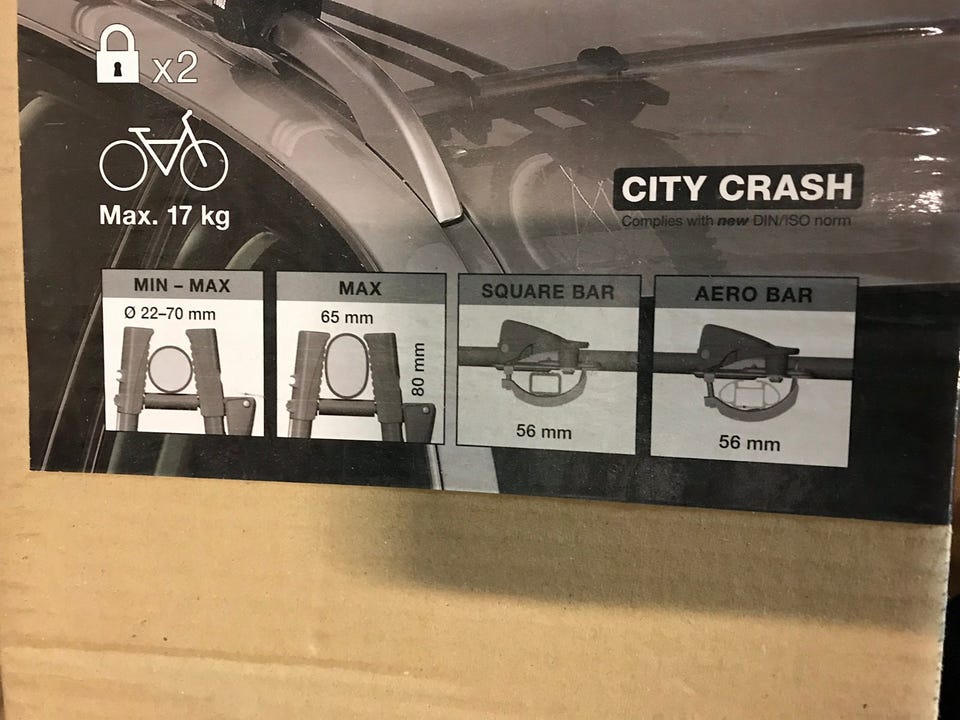 x2
Max. 17 kg
CITY CRASH
Complies with new DIN/ISO norm
MIN – MAX
Ø 22–70 mm
MAX
65 mm
80 mm
SQUARE BAR
56 mm
AERO BAR
56 mm